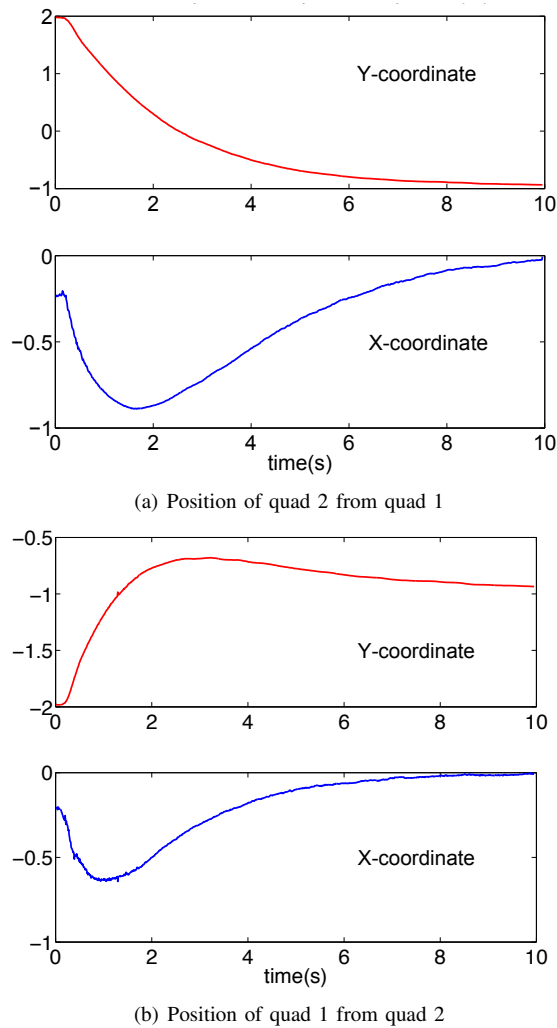 2
1
0
−1
Y-coordinate
0 2 4 6 8 10
0
−0.5
−1
X-coordinate
0 2 4 6 8 10
time(s)
(a) Position of quad 2 from quad 1
−0.5
−1
−1.5
−2
Y-coordinate
0 2 4 6 8 10
0
−0.5
−1
X-coordinate
0 2 4 6 8 10
time(s)
(b) Position of quad 1 from quad 2